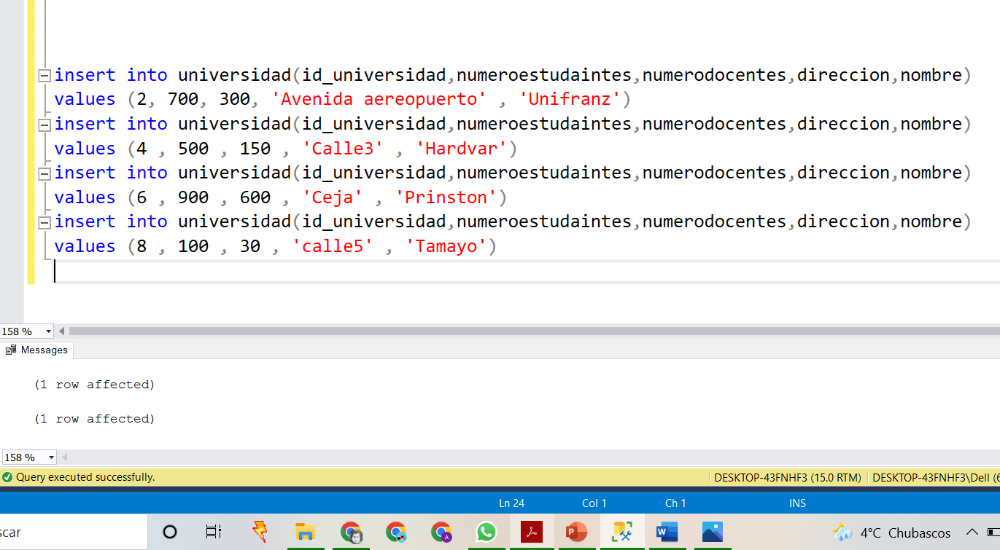 insert into universidad(id_universidad,numeroestudaintes,numerodocentes,direccion,nombre)
values (2, 700, 300, 'Avenida aereopuerto' , 'Unifranz')
insert into universidad(id_universidad,numeroestudaintes,numerodocentes,direccion,nombre)
values (4 , 500 , 150 , 'Calle3' , 'Hardvar')
insert into universidad(id_universidad,numeroestudaintes,numerodocentes,direccion,nombre)
values (6 , 900 , 600 , 'Ceja' , 'Prinston')
insert into universidad(id_universidad,numeroestudaintes,numerodocentes,direccion,nombre)
values (8 , 100 , 30 , 'calle5' , 'Tamayo')
158 %
Messages
(1 row affected)
(1 row affected)
158 %
Query executed successfully. DESKTOP-43FNHF3 (15.0 RTM) DESKTOP-43FNHF3\Dell (6
Ln 24 Col 1 Ch 1 INS
scar 4°C Chubascos